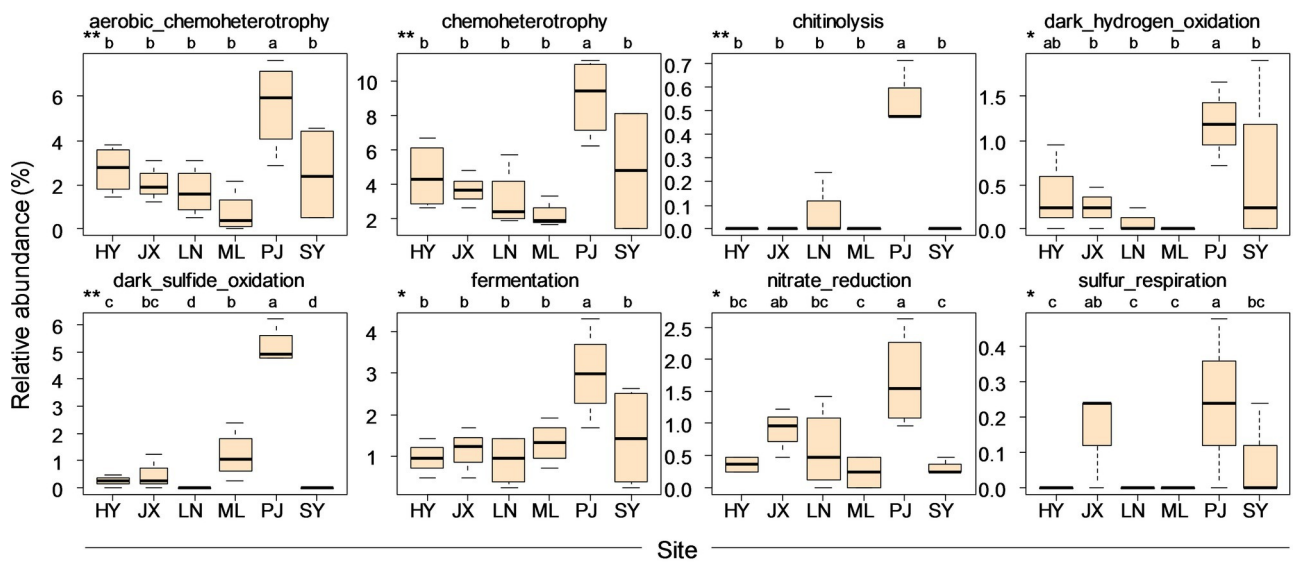 aerobic_chemoheterotrophy chemoheterotrophy chitinolysis dark_hydrogen_oxidation
** b b b b a b ** b b b b a b ** b b b b a b * ab b b b a b
6 4 2 0
10 8 6 4 2
0.7 0.6 0.5 0.4 0.3 0.2 0.1 0.0
1.5 1.0 0.5 0.0
HY JX LN ML PJ SY HY JX LN ML PJ SY HY JX LN ML PJ SY HY JX LN ML PJ SY
Relative abundance (%)
dark_sulfide_oxidation fermentation nitrate_reduction sulfur_respiration
** c bc d b a d * b b b b a b * bc ab bc c a c * c ab c c a bc
6 5 4 3 2 1 0
4 3 2 1
2.5 2.0 1.5 1.0 0.5 0.0
0.4 0.3 0.2 0.1 0.0
HY JX LN ML PJ SY HY JX LN ML PJ SY HY JX LN ML PJ SY HY JX LN ML PJ SY
Site